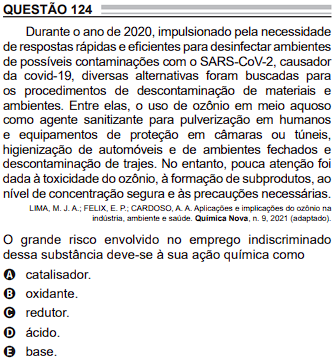 QUESTÃO 124
Durante o ano de 2020, impulsionado pela necessidade
de respostas rápidas e eficientes para desinfectar ambientes
de possíveis contaminações com o SARS-CoV-2, causador
da covid-19, diversas alternativas foram buscadas para
os procedimentos de descontaminação de materiais e
ambientes. Entre elas, o uso de ozônio em meio aquoso
como agente sanitizante para pulverização em humanos
e equipamentos de proteção em câmaras ou túneis,
higienização de automóveis e de ambientes fechados e
descontaminação de trajes. No entanto, pouca atenção foi
dada à toxicidade do ozônio, à formação de subprodutos, ao
nível de concentração segura e às precauções necessárias.
LIMA, M. J. A.; FELIX, E. P.; CARDOSO, A. A. Aplicações e implicações do ozônio na
indústria, ambiente e saúde. Química Nova, n. 9, 2021 (adaptado).
O grande risco envolvido no emprego indiscriminado
dessa substância deve-se à sua ação química como
A catalisador.
B oxidante.
C redutor.
D ácido.
E base.